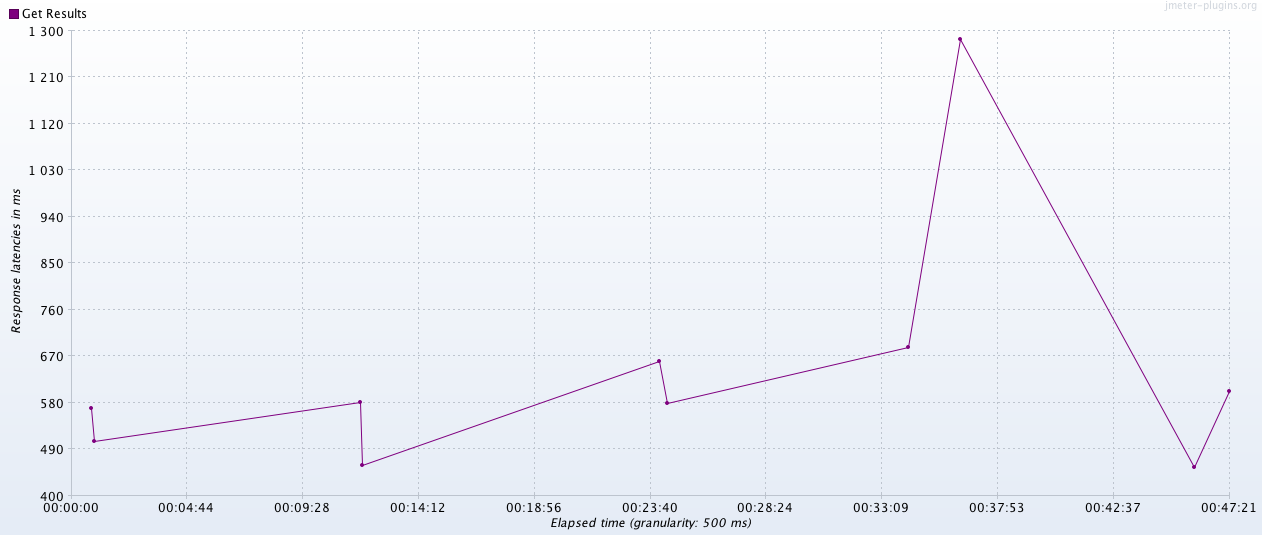 jmeter-plugins.org
Get Results
1 300
1 210
1 120
1 030
940
850
760
670
580
490
400
Response latencies in ms
00:00:00 00:04:44 00:09:28 00:14:12 00:18:56 00:23:40 00:28:24 00:33:09 00:37:53 00:42:37 00:47:21
Elapsed time (granularity: 500 ms)